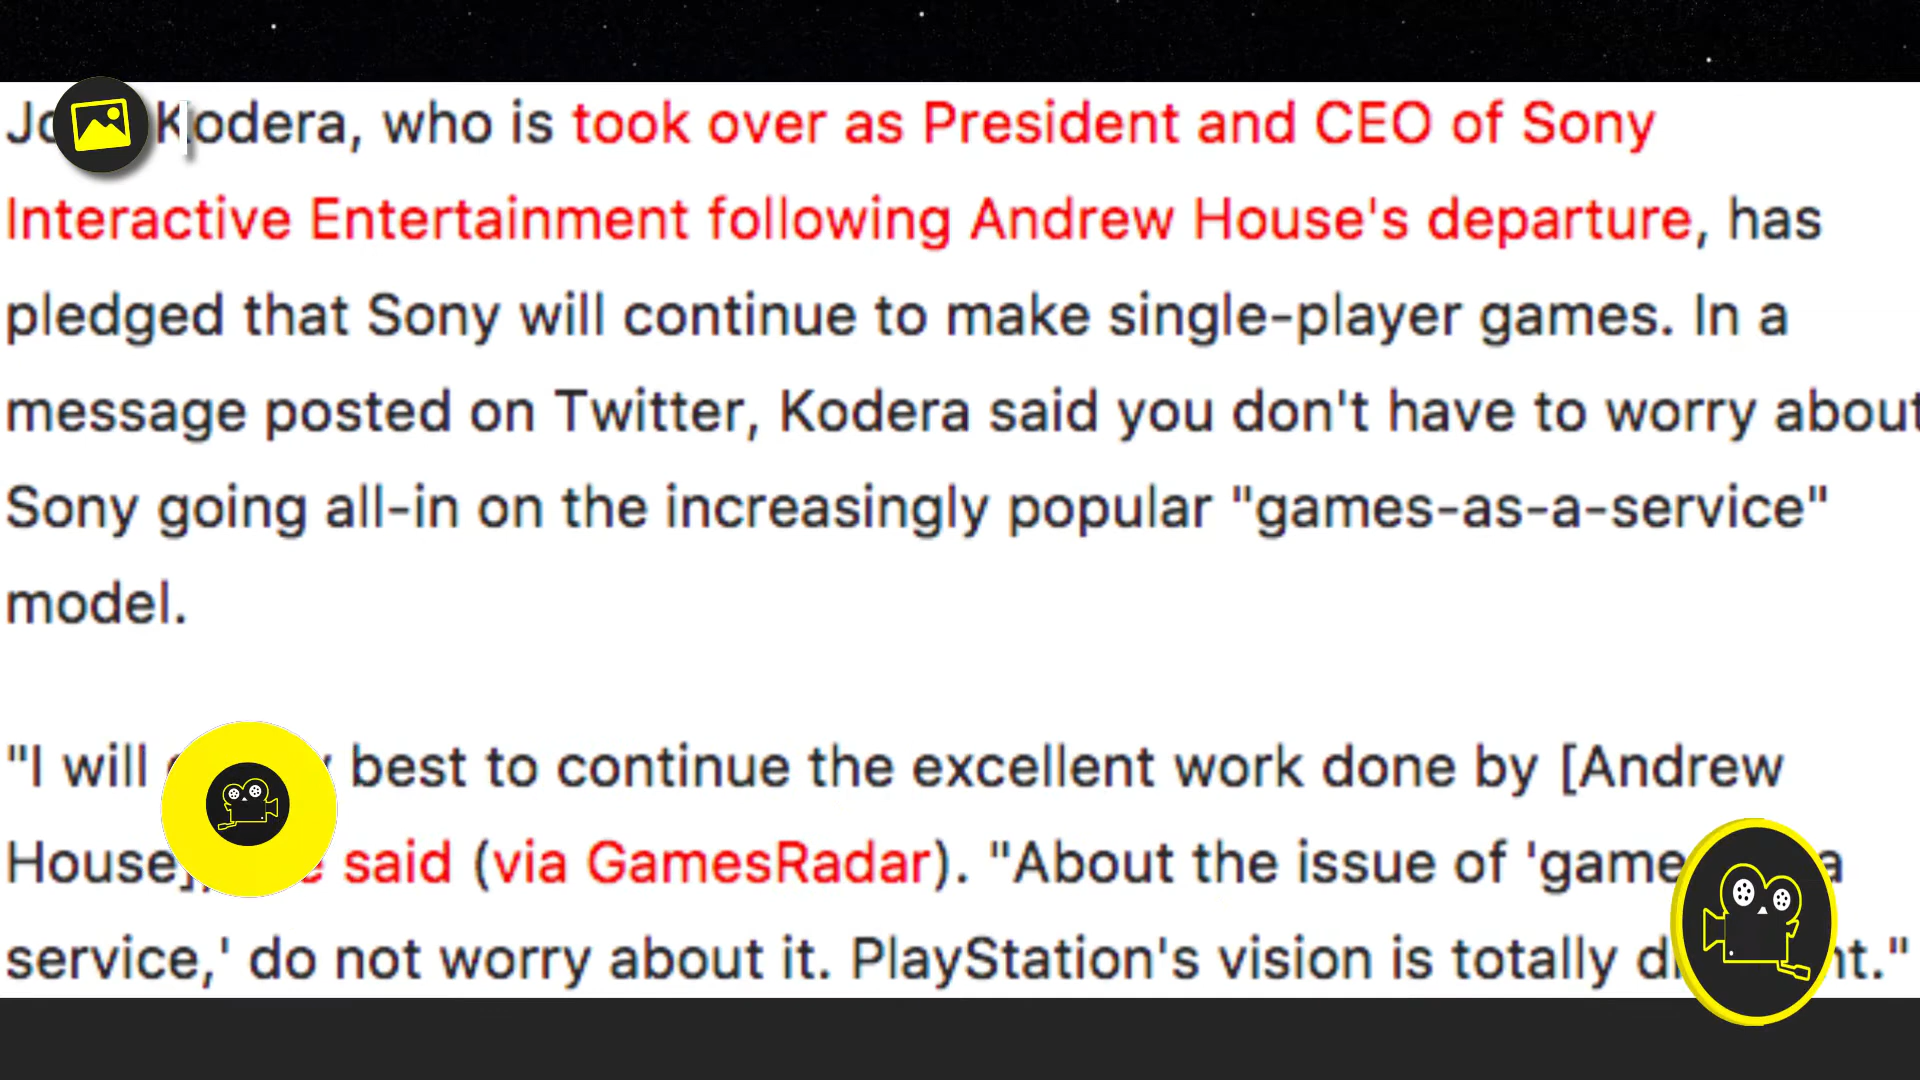 Kodera, who is took over as President and CEO of Sony
Interactive Entertainment following Andrew House's departure, has
pledged that Sony will continue to make single-player games. In a
message posted on Twitter, Kodera said you don't have to worry about
Sony going all-in on the increasingly popular "games-as-a-service"
model.
"I will best to continue the excellent work done by [Andrew
House], said (via GamesRadar). "About the issue of 'game a
service,' do not worry about it. PlayStation's vision is totally